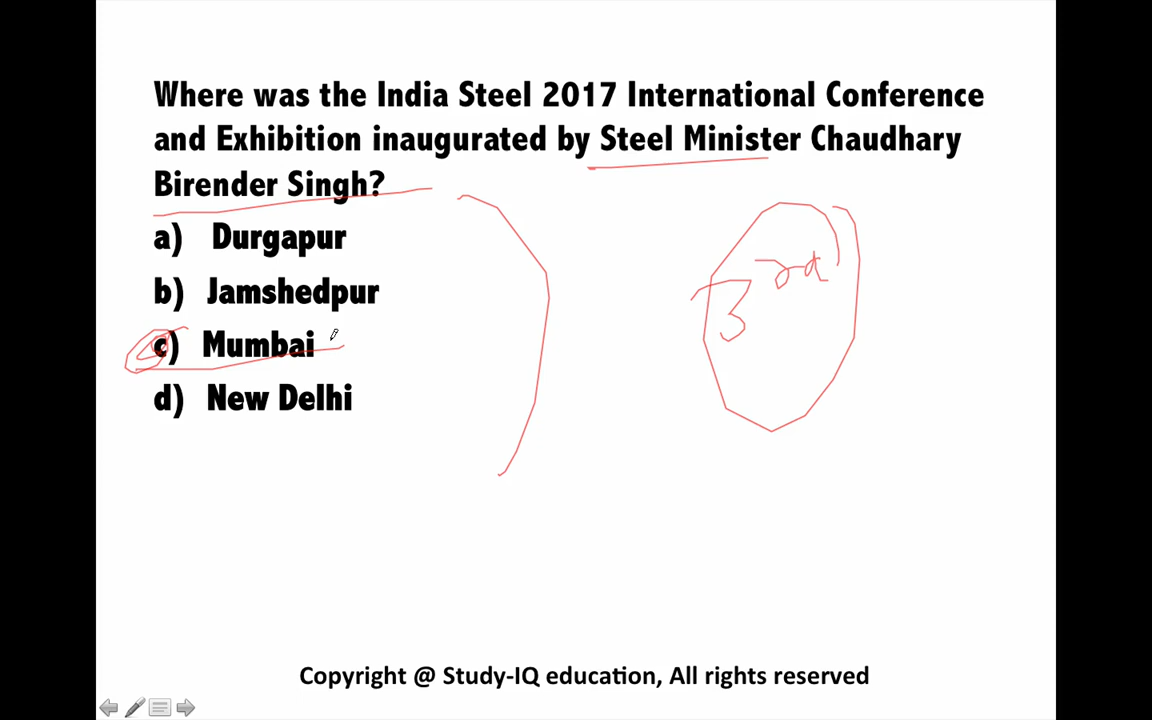 Where was the India Steel 2017 International Conference
and Exhibition inaugurated by Steel Minister Chaudhary
Birender Singh?
a) Durgapur
b) Jamshedpur
c) Mumbai
d) New Delhi
3rd
Copyright @ Study-IQ education, All rights reserved